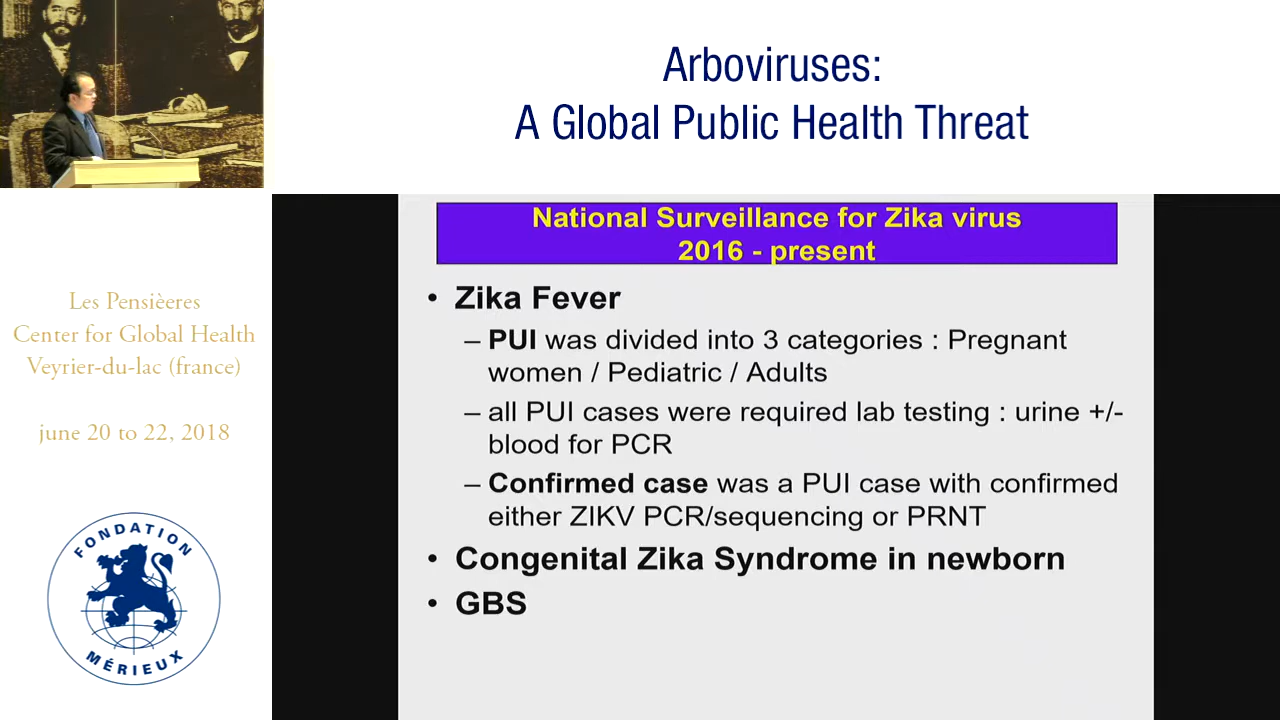 Arboviruses:
A Global Public Health Threat
Les Pensièeres
Center for Global Health
Veyrier-du-lac (france)
june 20 to 22, 2018
FONDATION
MÉRIEUX
National Surveillance for Zika virus
2016 - present
• Zika Fever
– PUI was divided into 3 categories : Pregnant
women / Pediatric / Adults
– all PUI cases were required lab testing : urine +/-
blood for PCR
– Confirmed case was a PUI case with confirmed
either ZIKV PCR/sequencing or PRNT
• Congenital Zika Syndrome in newborn
• GBS